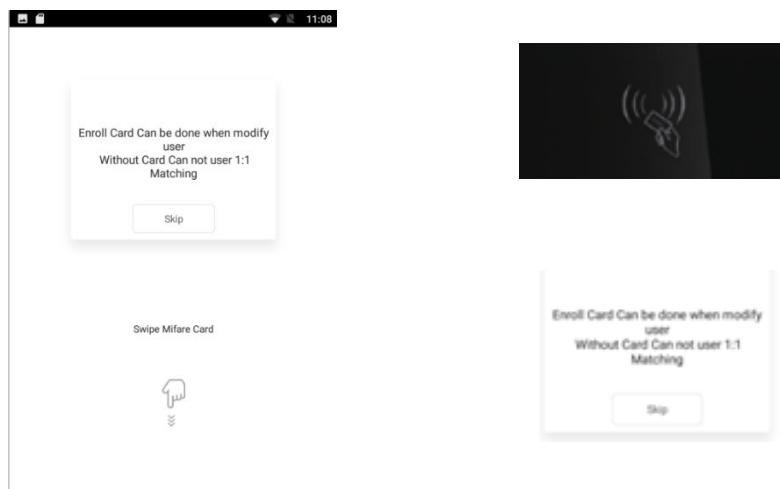 11:08
Enroll Card Can be done when modify
user
Without Card Can not user 1:1
Matching
Skip
Swipe Mifare Card
Enroll Card Can be done when modify
user
Without Card Can not user 1:1
Matching
Skip